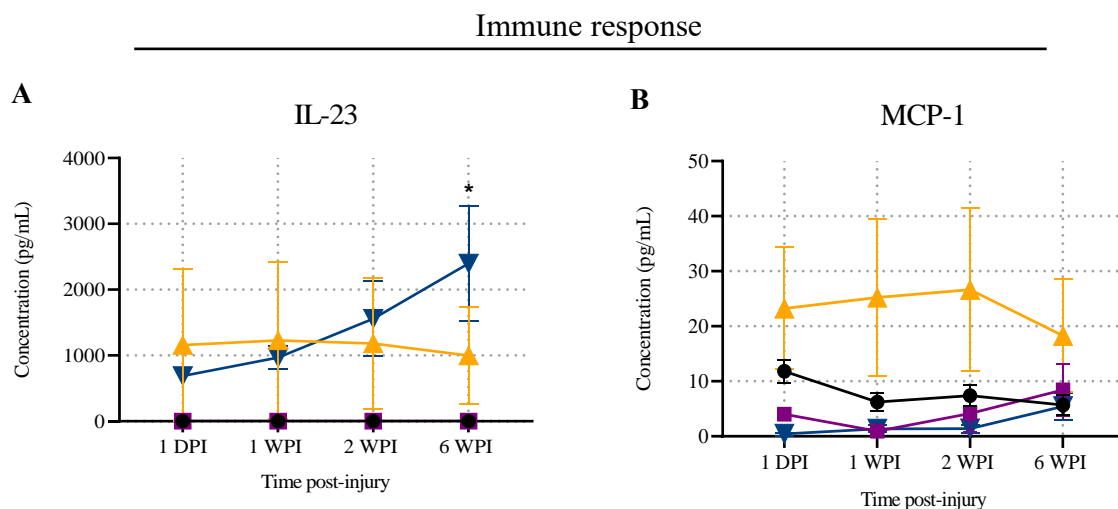 Immune response
A
IL-23
Concentration (pg/mL)
4000
3000
2000
1000
0
*
1 DPI 1 WPI 2 WPI 6 WPI
Time post-injury
B
MCP-1
Concentration (pg/mL)
50
40
30
20
10
0
1 DPI 1 WPI 2 WPI 6 WPI
Time post-injury